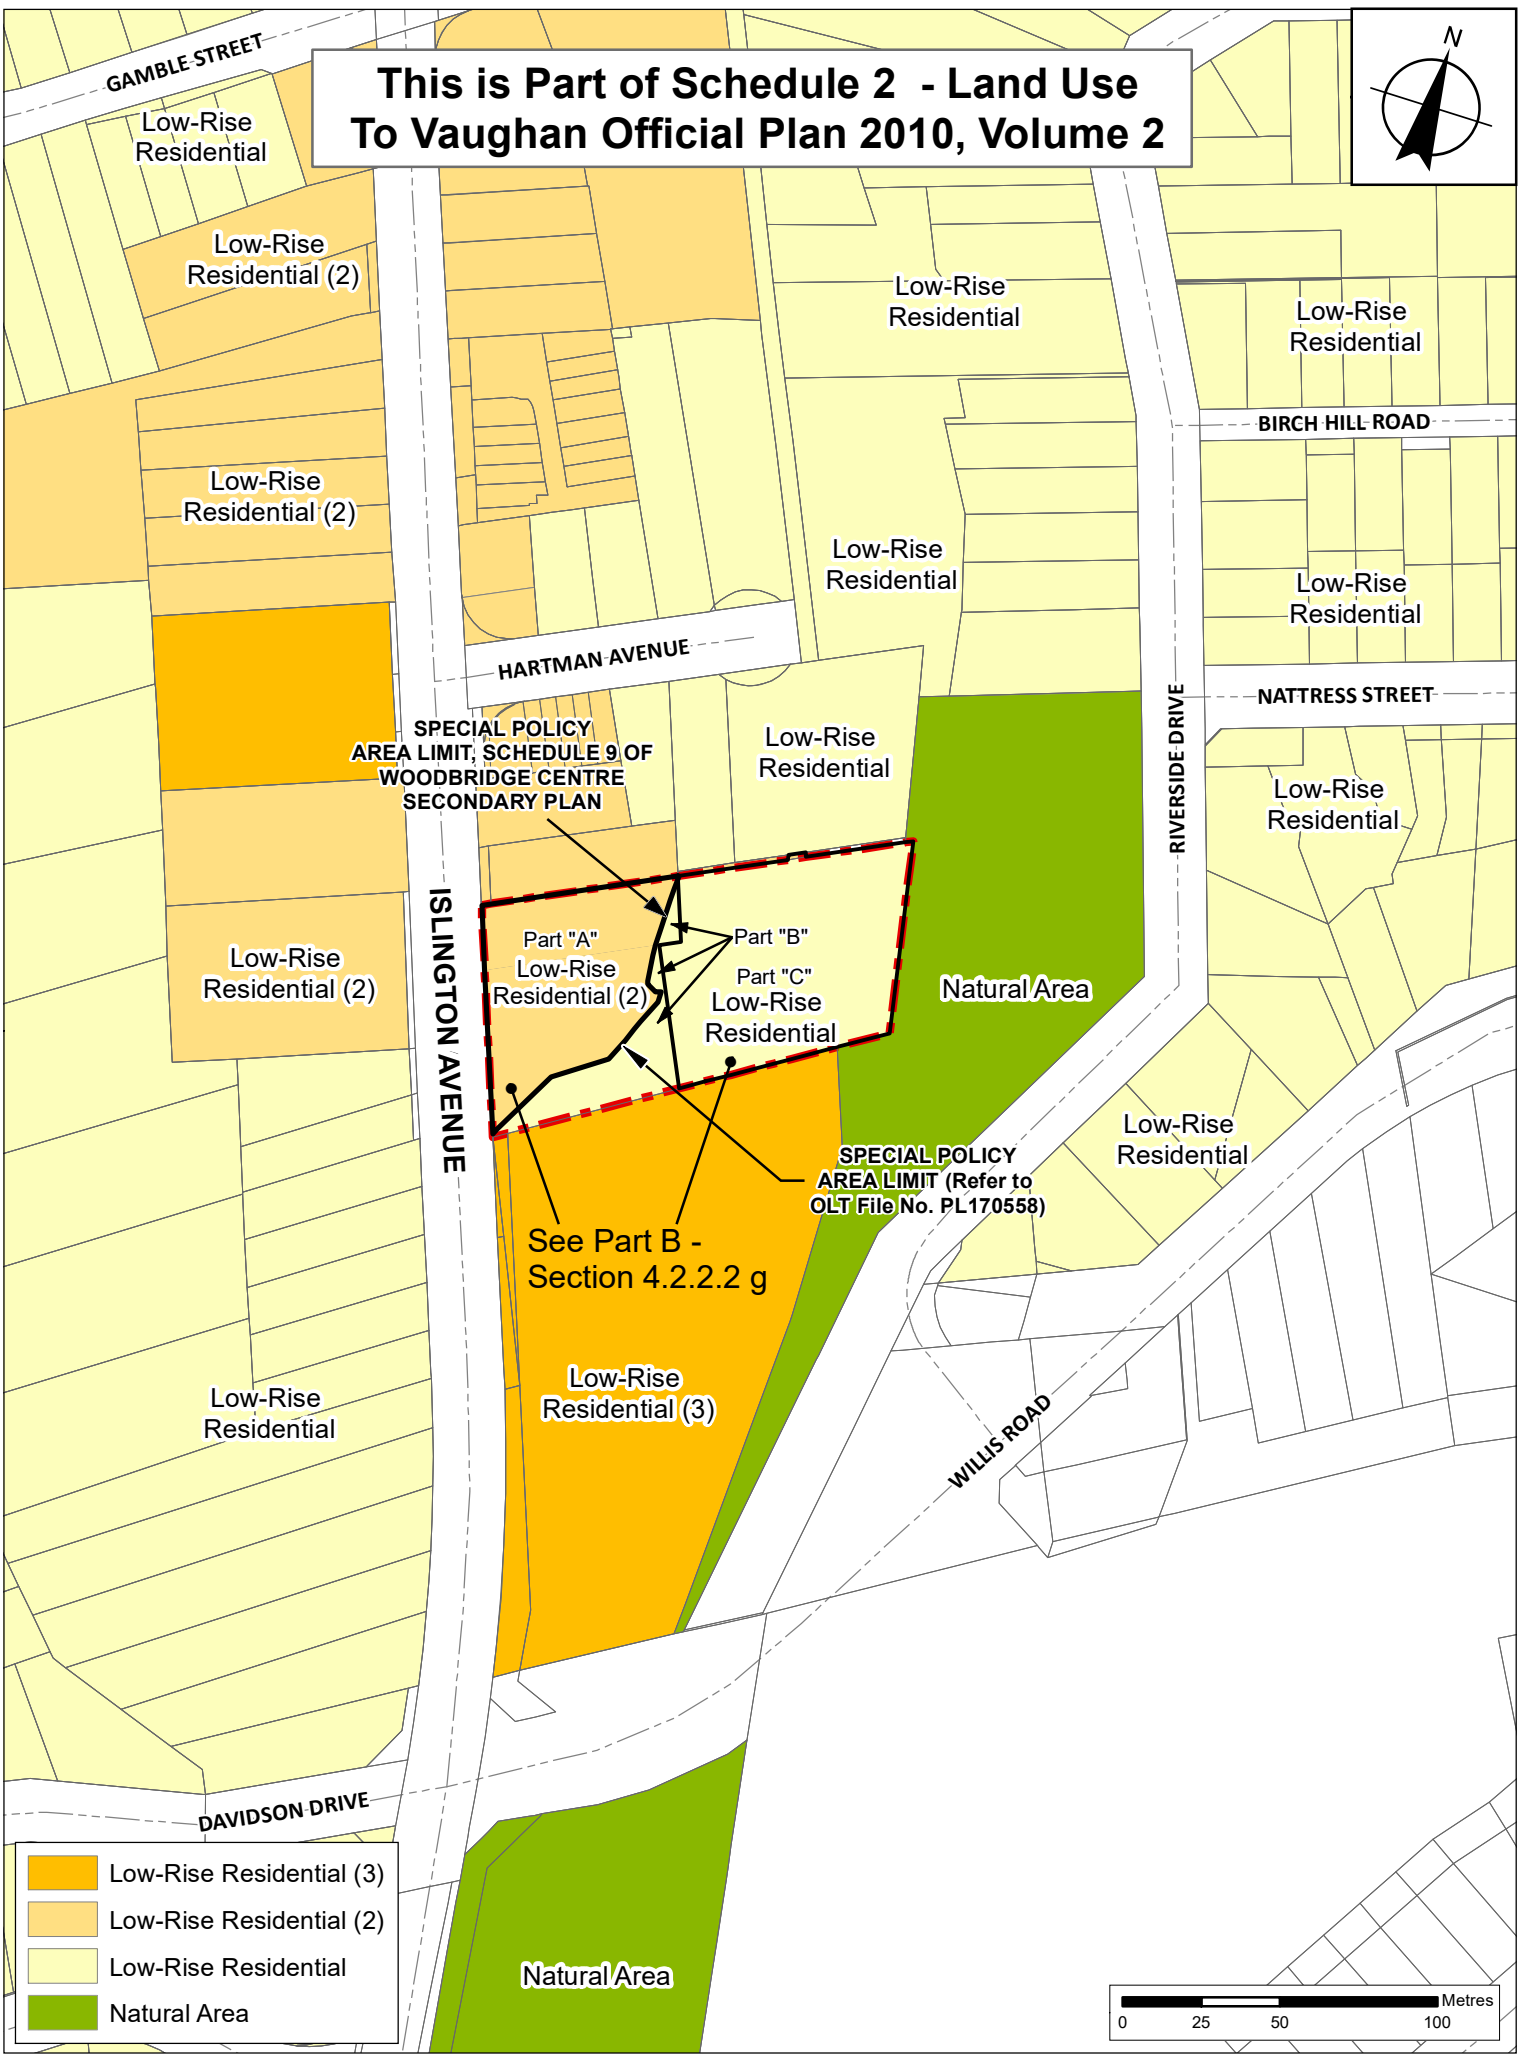 This is Part of Schedule 2 - Land Use
To Vaughan Official Plan 2010, Volume 2
N
GAMBLE STREET
Low-Rise
Residential
Low-Rise
Residential (2)
Low-Rise
Residential
Low-Rise
Residential
BIRCH HILL ROAD
Low-Rise
Residential (2)
Low-Rise
Residential
Low-Rise
Residential
HARTMAN AVENUE
NATTRESS STREET
RIVERSIDE DRIVE
SPECIAL POLICY
AREA LIMIT, SCHEDULE 9 OF
WOODBRIDGE CENTRE
SECONDARY PLAN
Low-Rise
Residential
Low-Rise
Residential
ISLINGTON AVENUE
Low-Rise
Residential (2)
Part "A"
Low-Rise
Residential (2)
Part "B"
Part "C"
Low-Rise
Residential
Natural Area
Low-Rise
Residential
SPECIAL POLICY
AREA LIMIT (Refer to
OLT File No. PL170558)
See Part B -
Section 4.2.2.2 g
Low-Rise
Residential
Low-Rise
Residential (3)
WILLIS ROAD
DAVIDSON DRIVE
Low-Rise Residential (3)
Low-Rise Residential (2)
Low-Rise Residential
Natural Area
Natural Area
Metres
0 25 50 100